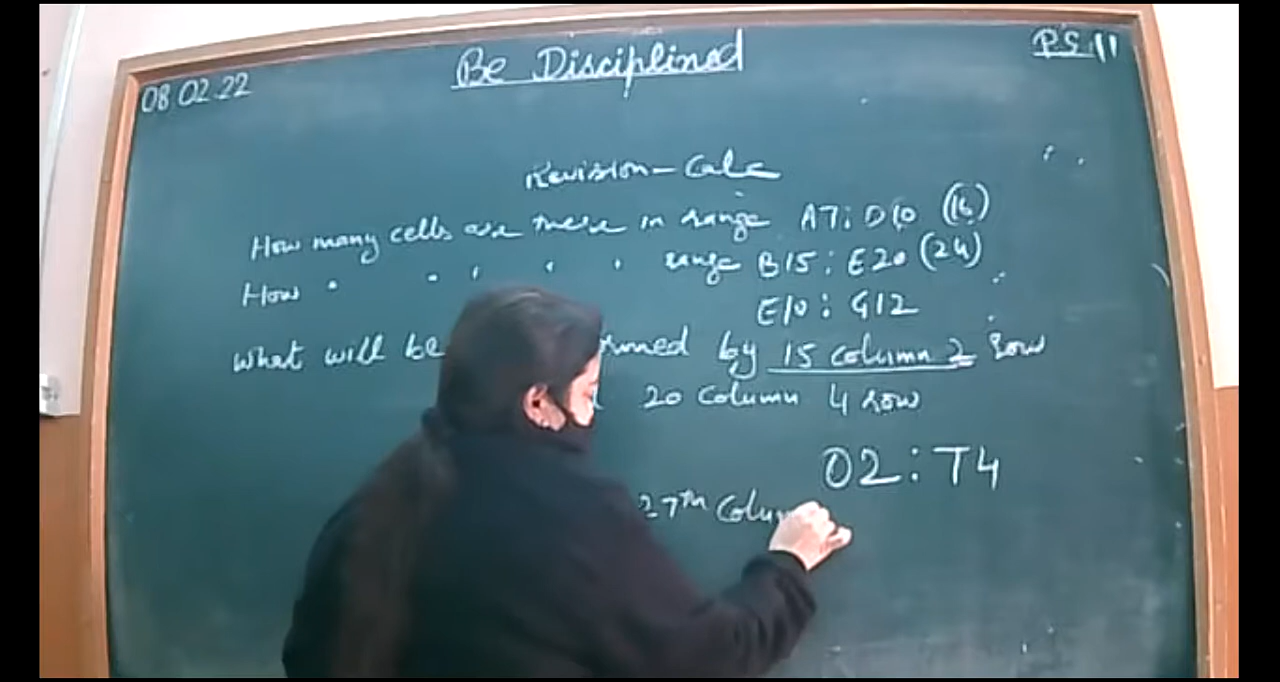 Be Disciplined
P.S. 11
08.02.22
Revision - Calc
How many cells are there in range A7:D10 (16)
How " " " " " range B15:E20 (24)
E10:G12
What will be ormed by 15 column 2 row
20 column 4 row
O2:T4
27th Colum